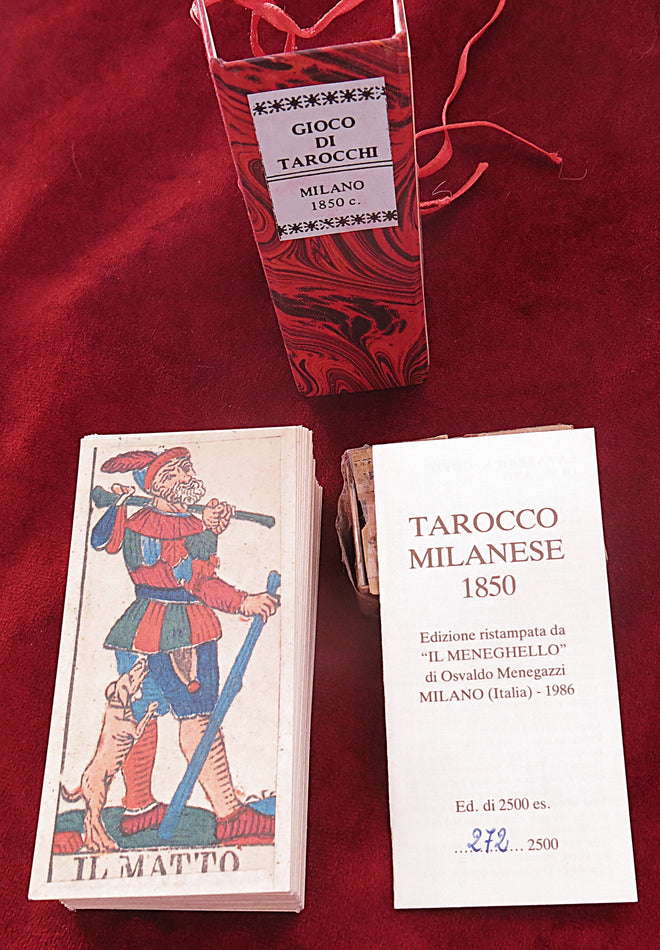 GIOCO
DI
TAROCCHI
MILANO
1850 c.
IL MATTO
TAROCCO
MILANESE
1850
Edizione ristampata da
“IL MENEGHELLO”
di Osvaldo Menegazzi
MILANO (Italia) - 1986
Ed. di 2500 es.
...272... 2500